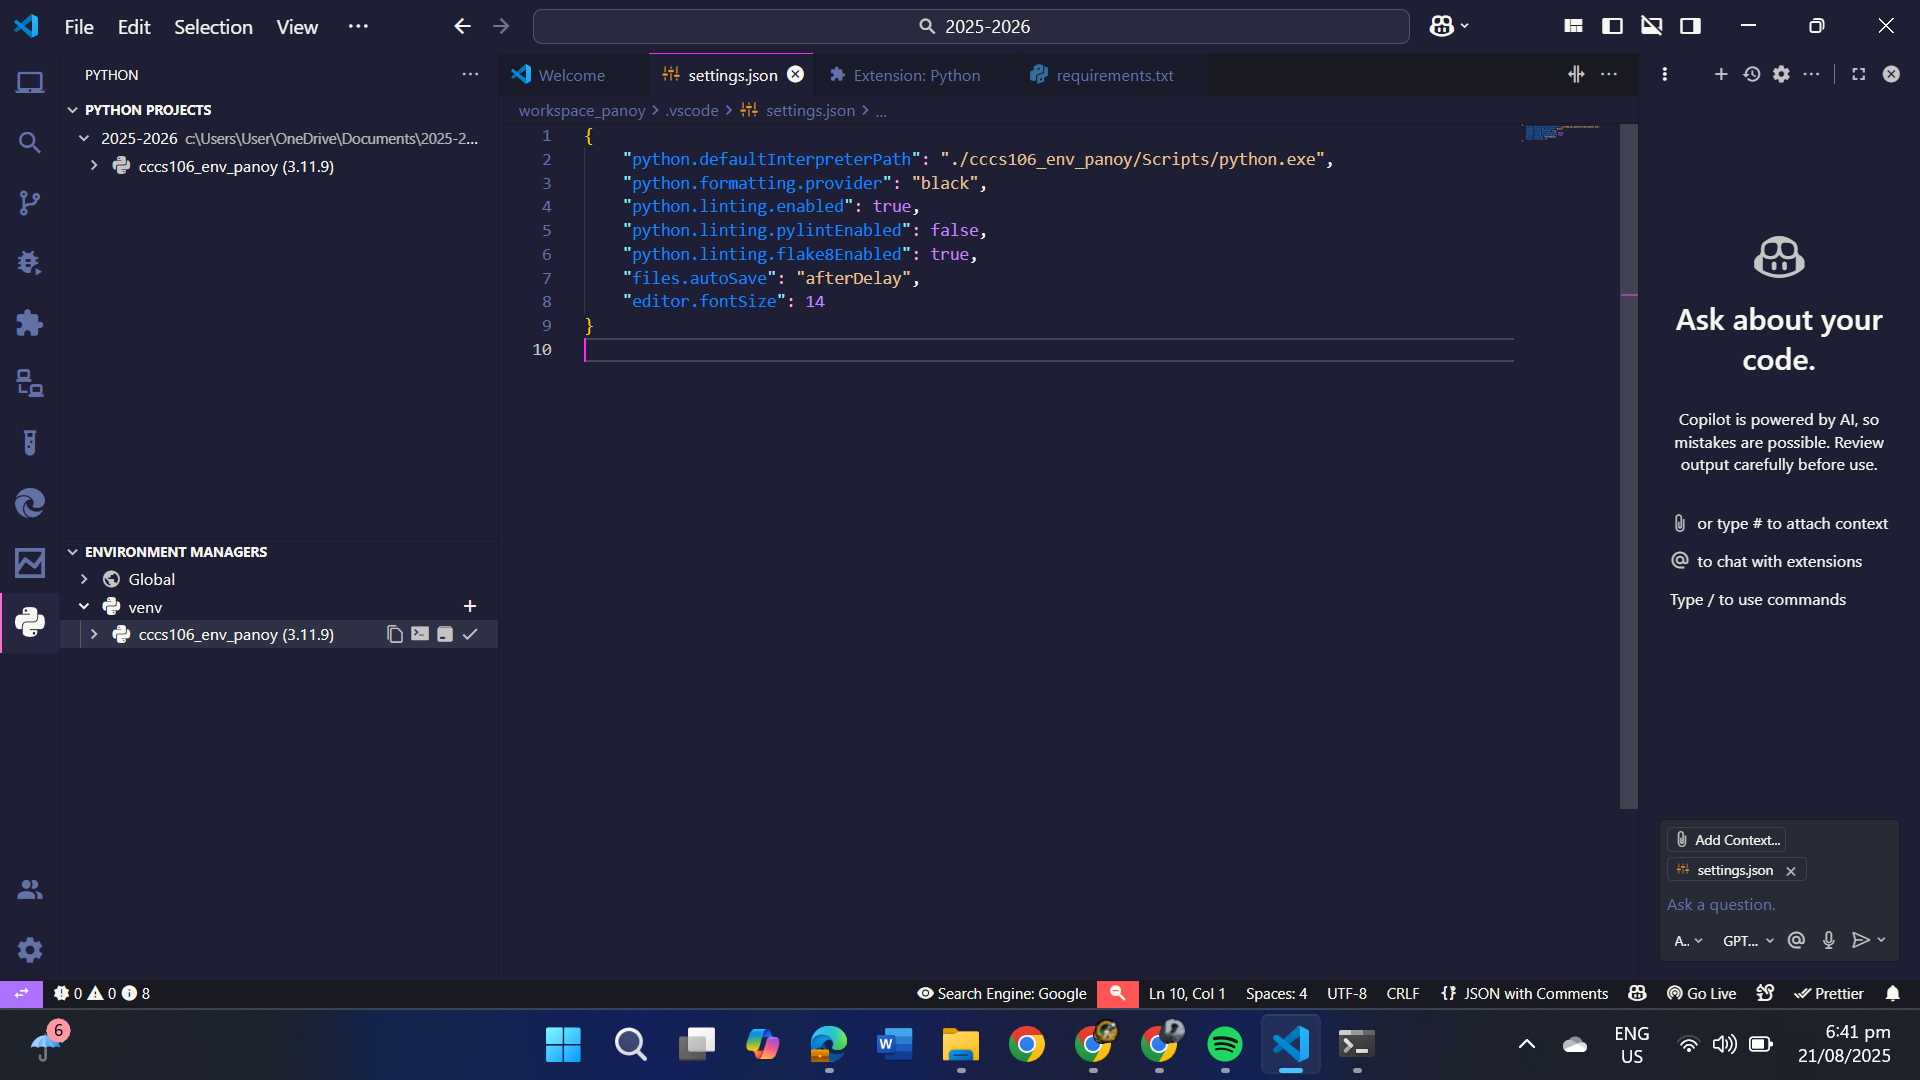 File Edit Selection View ···
2025-2026
PYTHON
PYTHON PROJECTS
2025-2026 c:\Users\User\OneDrive\Documents\2025-2...
cccs106_env_panoy (3.11.9)
ENVIRONMENT MANAGERS
Global
venv
cccs106_env_panoy (3.11.9)
Welcome
settings.json
Extension: Python
requirements.txt
workspace_panoy > .vscode > settings.json > ...
1 {
2 "python.defaultInterpreterPath": "./cccs106_env_panoy/Scripts/python.exe",
3 "python.formatting.provider": "black",
4 "python.linting.enabled": true,
5 "python.linting.pylintEnabled": false,
6 "python.linting.flake8Enabled": true,
7 "files.autoSave": "afterDelay",
8 "editor.fontSize": 14
9 }
10
Ask about your
code.
Copilot is powered by AI, so
mistakes are possible. Review
output carefully before use.
or type # to attach context
@ to chat with extensions
Type / to use commands
Add Context...
settings.json
Ask a question.
A.. GPT...
0 0 8
Search Engine: Google
Ln 10, Col 1 Spaces: 4 UTF-8 CRLF {} JSON with Comments Go Live Prettier
6
W
ENG
US
6:41 pm
21/08/2025